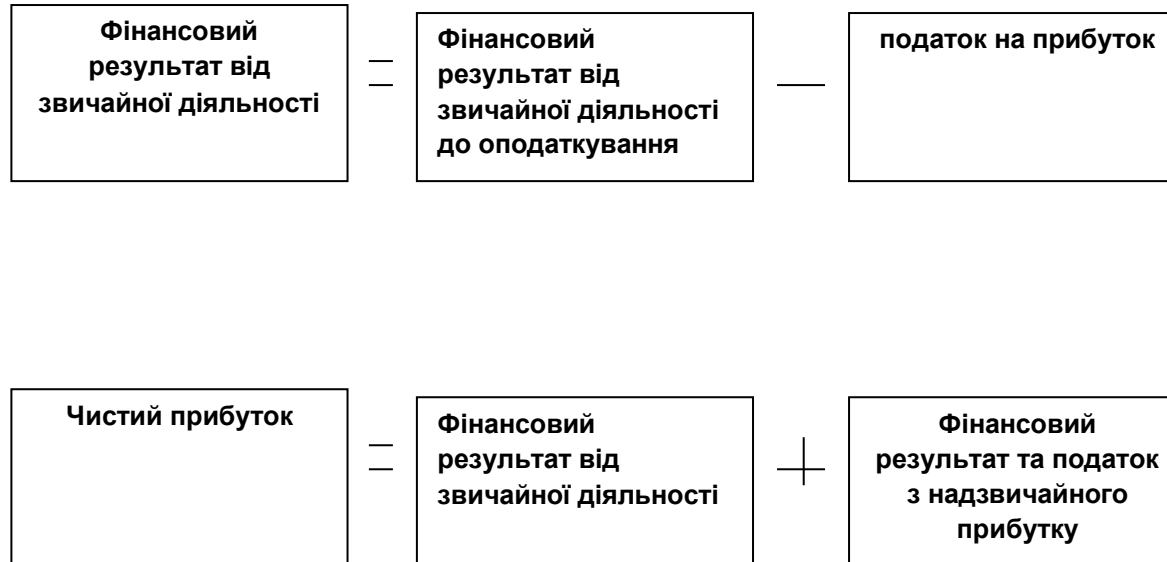 Фінансовий
результат від
звичайної діяльності
=
Фінансовий
результат від
звичайної діяльності
до оподаткування
—
податок на прибуток
Чистий прибуток
=
Фінансовий
результат від
звичайної діяльності
+
Фінансовий
результат та податок
з надзвичайного
прибутку